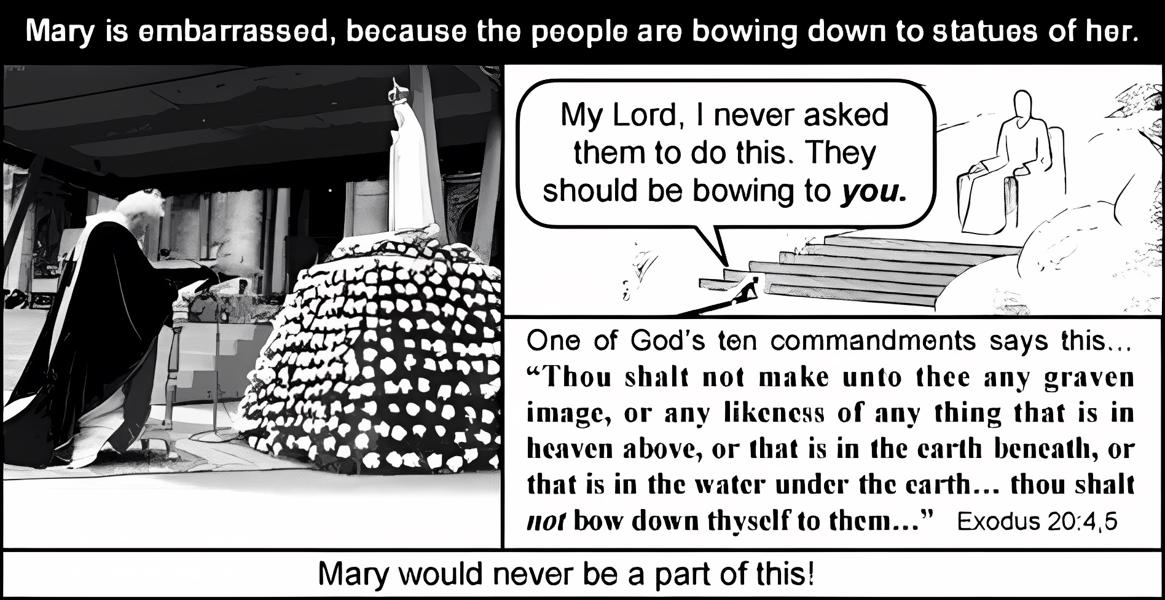 Mary is embarrassed, because the people are bowing down to statues of her.
My Lord, I never asked
them to do this. They
should be bowing to you.
One of God's ten commandments says this...
“Thou shalt not make unto thee any graven
image, or any likeness of any thing that is in
heaven above, or that is in the earth beneath, or
that is in the water under the earth... thou shalt
not bow down thyself to them...” Exodus 20:4,5
Mary would never be a part of this!